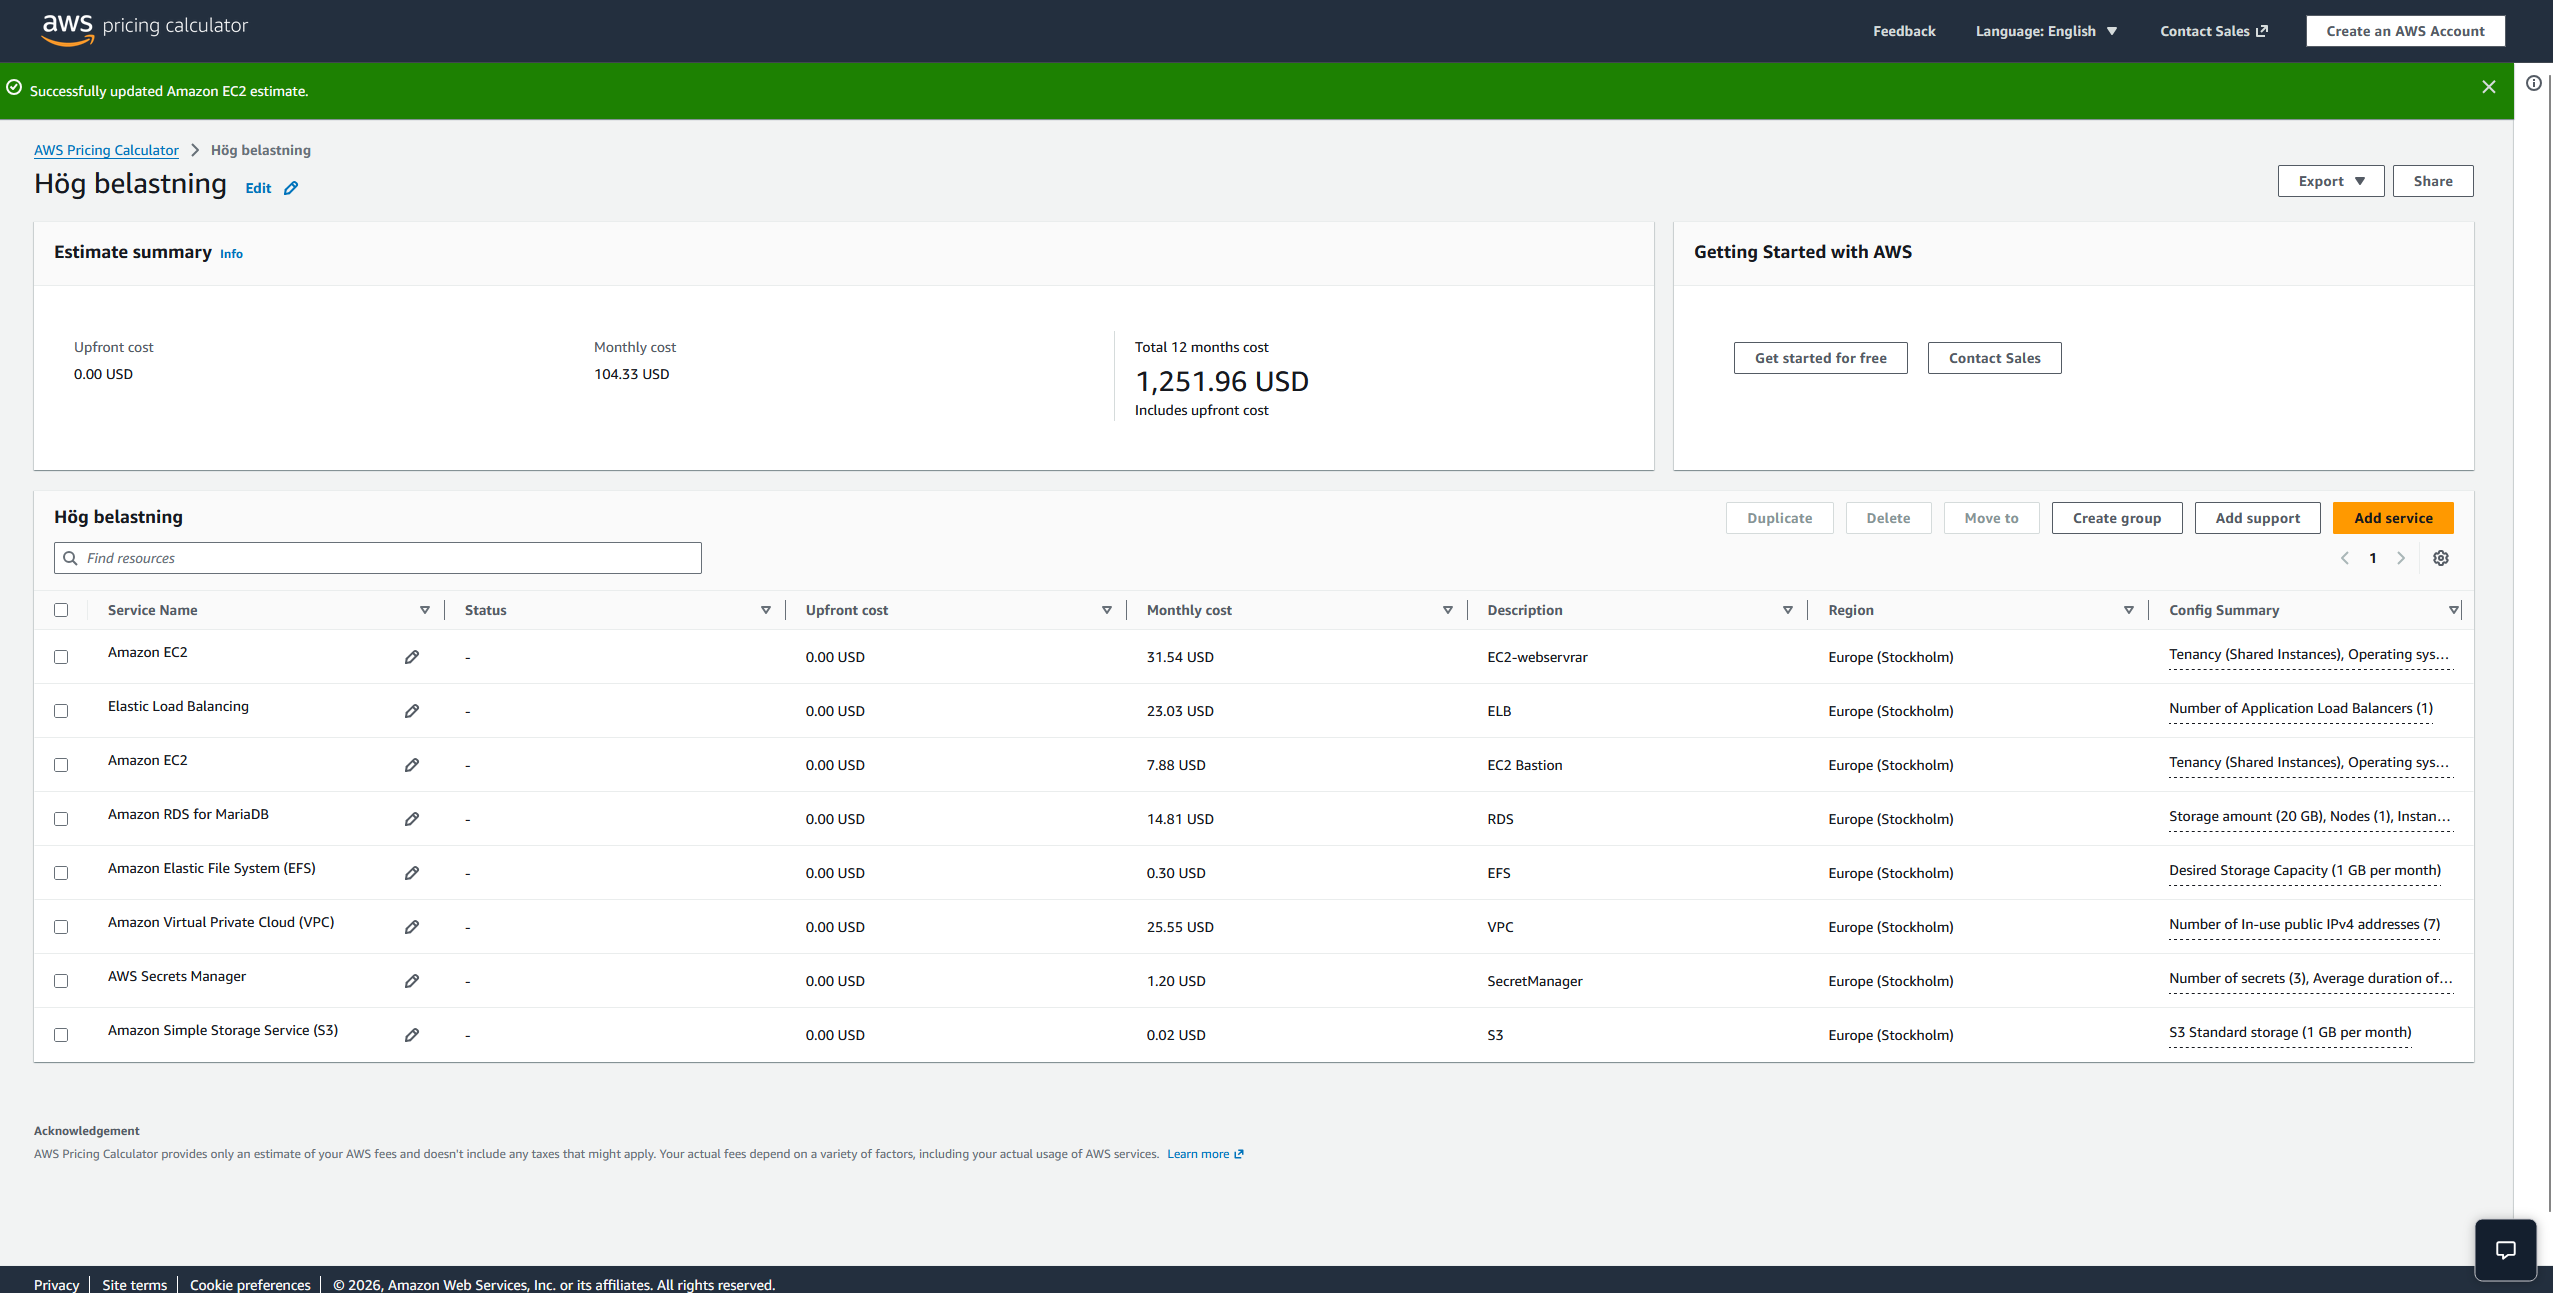 aws pricing calculator
Feedback
Language: English
Contact Sales
Create an AWS Account
Successfully updated Amazon EC2 estimate.
AWS Pricing Calculator > Hög belastning
Hög belastning Edit
Export
Share
Estimate summary Info
Upfront cost
0.00 USD
Monthly cost
104.33 USD
Total 12 months cost
1,251.96 USD
Includes upfront cost
Getting Started with AWS
Get started for free
Contact Sales
Hög belastning
Duplicate
Delete
Move to
Create group
Add support
Add service
Find resources
1
Service Name Status Upfront cost Monthly cost Description Region Config Summary
Amazon EC2 - 0.00 USD 31.54 USD EC2-webservrar Europe (Stockholm) Tenancy (Shared Instances), Operating sys...
Elastic Load Balancing - 0.00 USD 23.03 USD ELB Europe (Stockholm) Number of Application Load Balancers (1)
Amazon EC2 - 0.00 USD 7.88 USD EC2 Bastion Europe (Stockholm) Tenancy (Shared Instances), Operating sys...
Amazon RDS for MariaDB - 0.00 USD 14.81 USD RDS Europe (Stockholm) Storage amount (20 GB), Nodes (1), Instan...
Amazon Elastic File System (EFS) - 0.00 USD 0.30 USD EFS Europe (Stockholm) Desired Storage Capacity (1 GB per month)
Amazon Virtual Private Cloud (VPC) - 0.00 USD 25.55 USD VPC Europe (Stockholm) Number of In-use public IPv4 addresses (7)
AWS Secrets Manager - 0.00 USD 1.20 USD SecretManager Europe (Stockholm) Number of secrets (3), Average duration of...
Amazon Simple Storage Service (S3) - 0.00 USD 0.02 USD S3 Europe (Stockholm) S3 Standard storage (1 GB per month)
Acknowledgement
AWS Pricing Calculator provides only an estimate of your AWS fees and doesn't include any taxes that might apply. Your actual fees depend on a variety of factors, including your actual usage of AWS services. Learn more
Privacy | Site terms | Cookie preferences | © 2026, Amazon Web Services, Inc. or its affiliates. All rights reserved.